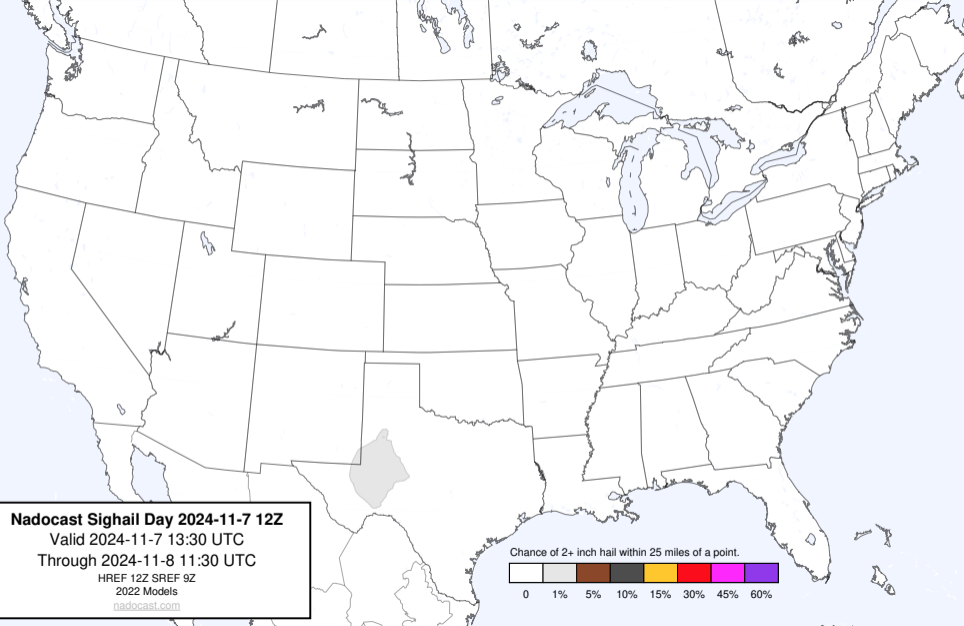 Nadocast Sighail Day 2024-11-7 12Z
Valid 2024-11-7 13:30 UTC
Through 2024-11-8 11:30 UTC
HREF 12Z SREF 9Z
2022 Models
nadocast.com
Chance of 2+ inch hail within 25 miles of a point.
0 1% 5% 10% 15% 30% 45% 60%